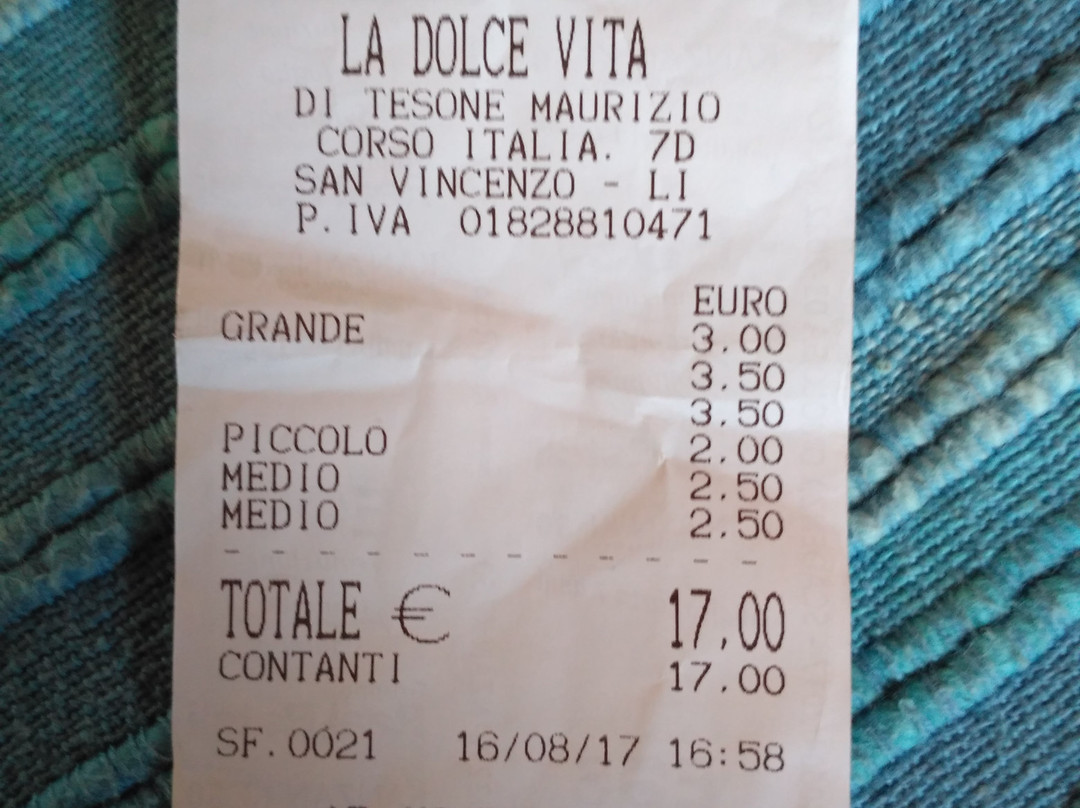 LA DOLCE VITA
DI TESONE MAURIZIO
CORSO ITALIA. 7D
SAN VINCENZO - LI
P.IVA 01828810471
EURO
GRANDE 3.00
3.50
3.50
PICCOLO 2.00
MEDIO 2.50
MEDIO 2.50
- - - - - - - - - - - -
TOTALE € 17,00
CONTANTI 17.00
SF.0021 16/08/17 16:58